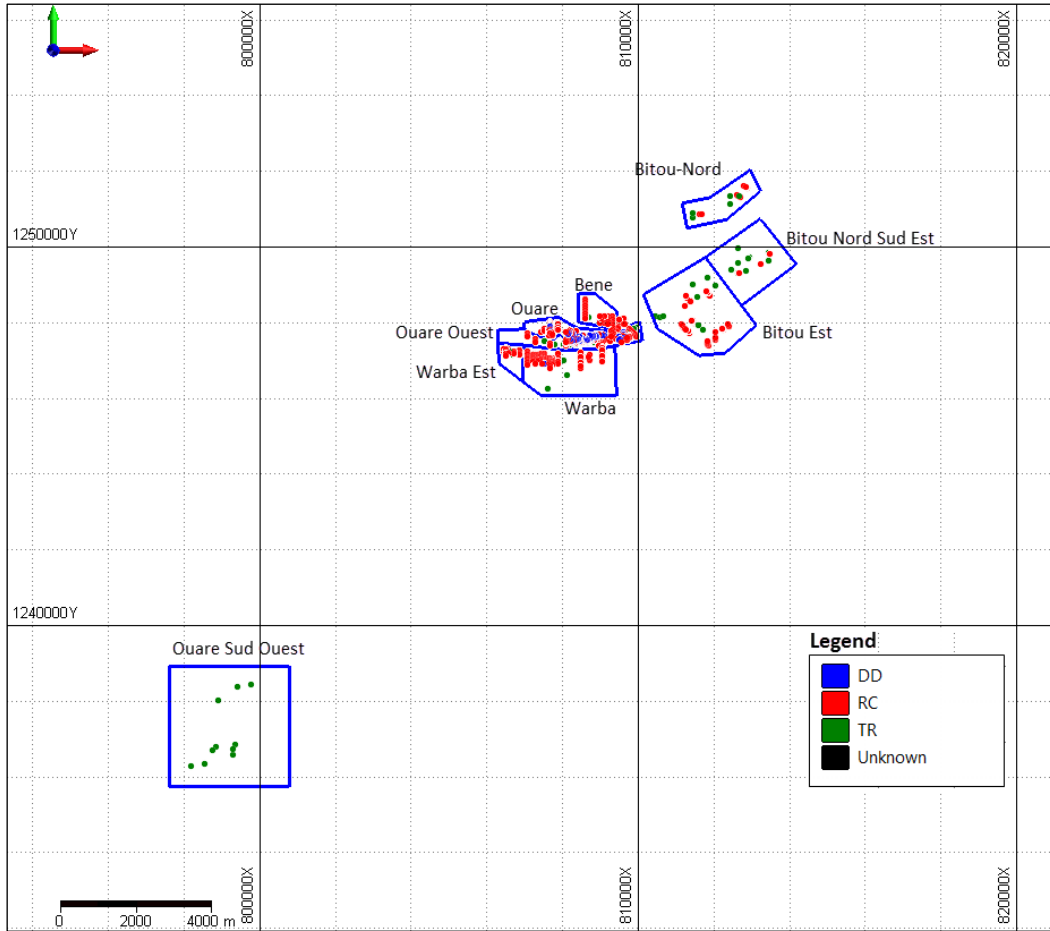 800000X
810000X
820000X
Bitou-Nord
1250000Y
Bitou Nord Sud Est
Bene
Ouare
Ouare Ouest
Bitou Est
Warba Est
Warba
1240000Y
Ouare Sud Ouest
Legend
DD
RC
TR
Unknown
800000X
810000X
820000X
0 2000 4000 m